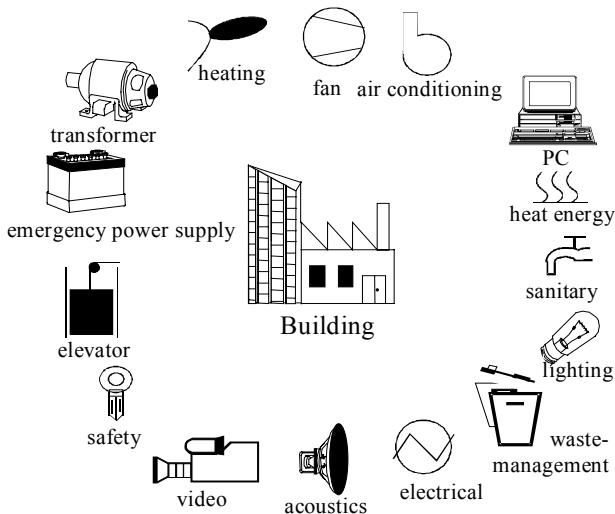 heating
fan
air conditioning
transformer
PC
emergency power supply
heat energy
sanitary
Building
elevator
lighting
safety
waste-
management
video
acoustics
electrical